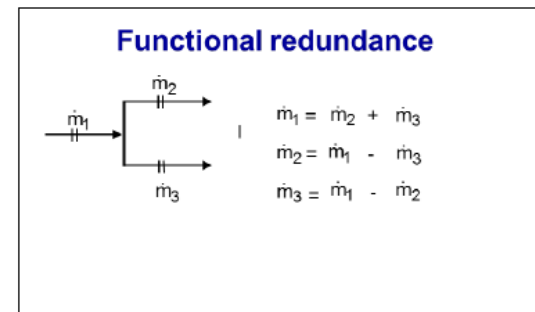 Functional redundance
ṁ2
ṁ1
ṁ3
ṁ1 = ṁ2 + ṁ3
ṁ2 = ṁ1 - ṁ3
ṁ3 = ṁ1 - ṁ2